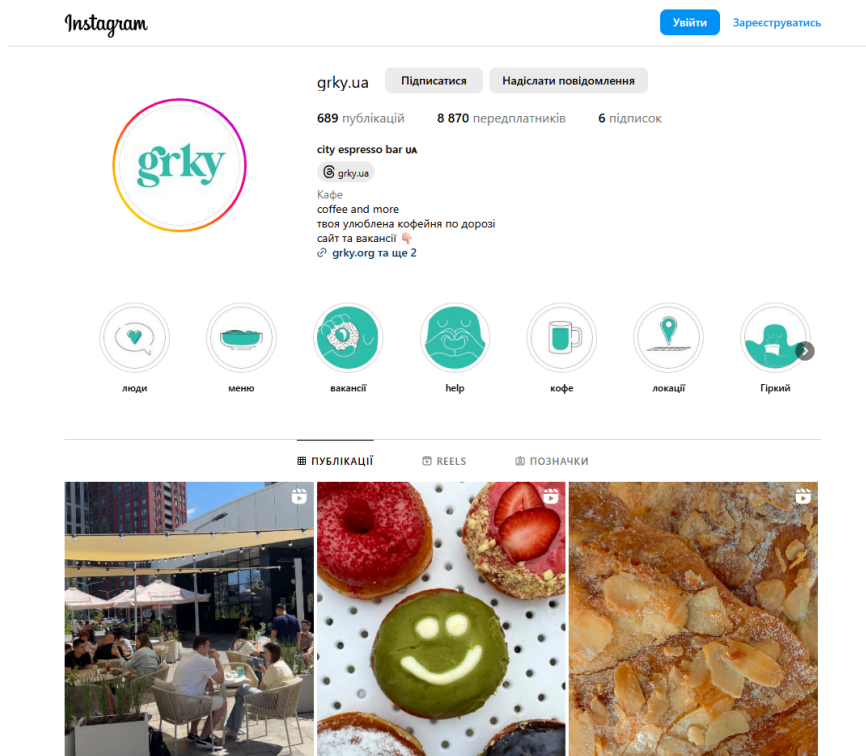 Instagram
Увійти
Зареєструватись
grky.ua
Підписатися
Надіслати повідомлення
689 публікацій
8 870 передплатників
6 підписок
grky
city espresso bar UA
grky.ua
Кафе
coffee and more
твоя улюблена кофейня по дорозі
сайт та вакансії 👇🏻
grky.org та ще 2
люди
меню
вакансії
help
кофе
локації
Гіркий
ПУБЛІКАЦІЇ
REELS
ПОЗНАЧКИ